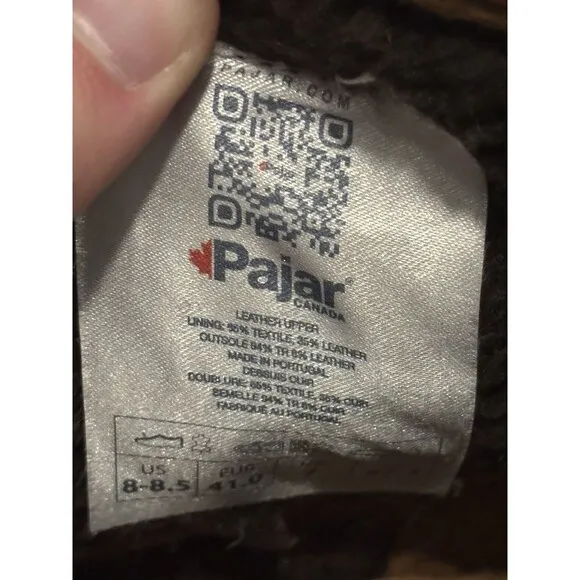 PAJAR.COM
Pajar
Pajar
CANADA
LEATHER UPPER
LINING: 65% TEXTILE, 35% LEATHER
OUTSOLE 94% TR 6% LEATHER
MADE IN PORTUGAL
DESSUS CUIR
DOUBLURE: 65% TEXTILE, 35% CUIR
SEMELLE 94% TR 6% CUIR
FABRIQUÉ AU PORTUGAL
US EUR
8-8.5 41.0